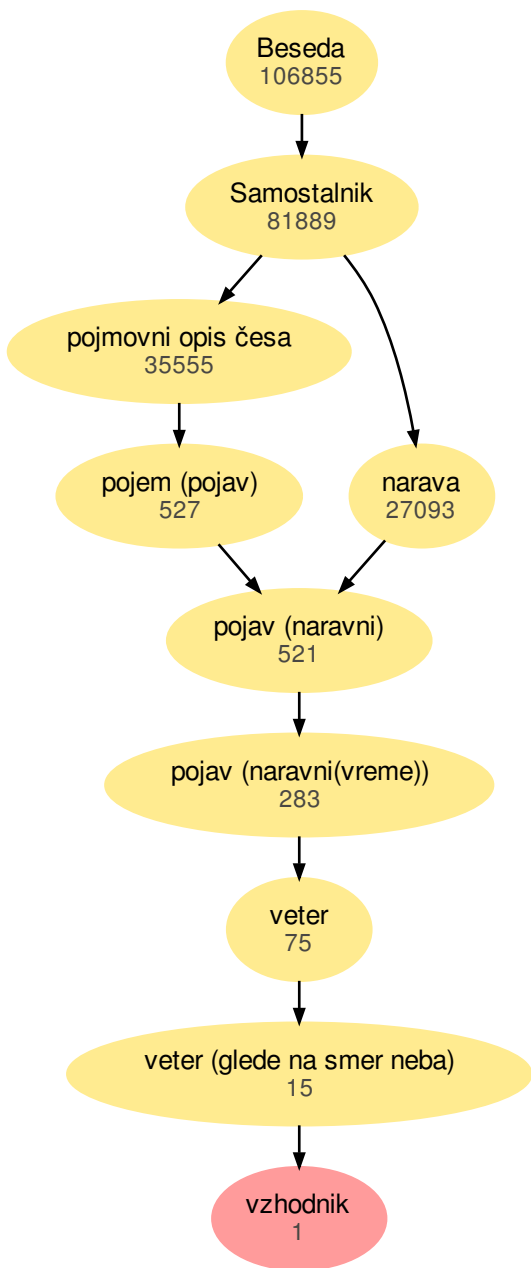 Beseda
106855
Samostalnik
81889
pojmovni opis česa
35555
pojem (pojav)
527
narava
27093
pojav (naravni)
521
pojav (naravni(vreme))
283
veter
75
veter (glede na smer neba)
15
vzhodnik
1